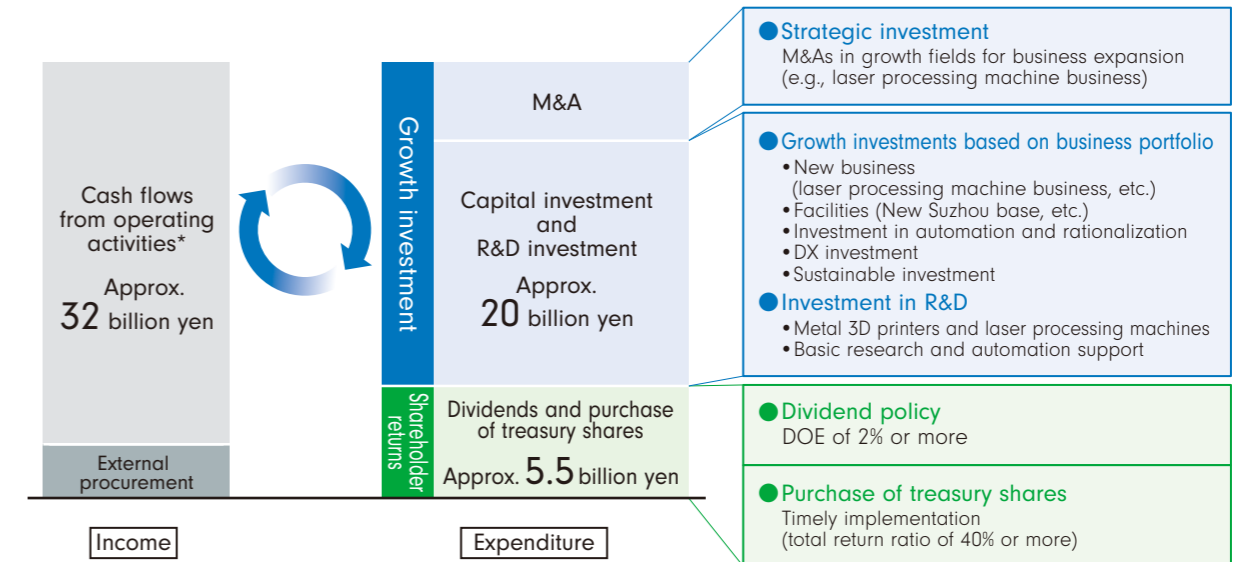 Cash flows
from operating
activities*
Approx.
32 billion yen
External
procurement
Income
Growth investment
M&A
Capital investment
and
R&D investment
Approx.
20 billion yen
Shareholder
returns
Dividends and purchase
of treasury shares
Approx. 5.5 billion yen
Expenditure
●Strategic investment
M&As in growth fields for business expansion
(e.g., laser processing machine business)
●Growth investments based on business portfolio
•New business
(laser processing machine business, etc.)
•Facilities (New Suzhou base, etc.)
•Investment in automation and rationalization
•DX investment
•Sustainable investment
●Investment in R&D
•Metal 3D printers and laser processing machines
•Basic research and automation support
●Dividend policy
DOE of 2% or more
●Purchase of treasury shares
Timely implementation
(total return ratio of 40% or more)